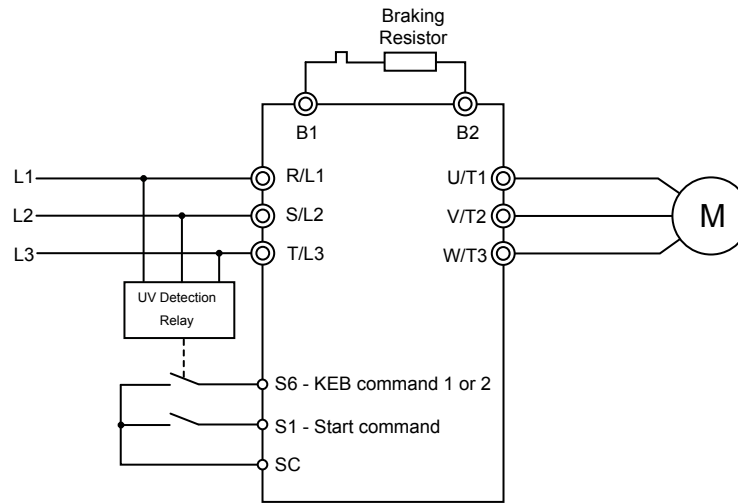 Braking
Resistor
B1
B2
L1
R/L1
U/T1
L2
S/L2
V/T2
M
L3
T/L3
W/T3
UV Detection
Relay
S6 - KEB command 1 or 2
S1 - Start command
SC